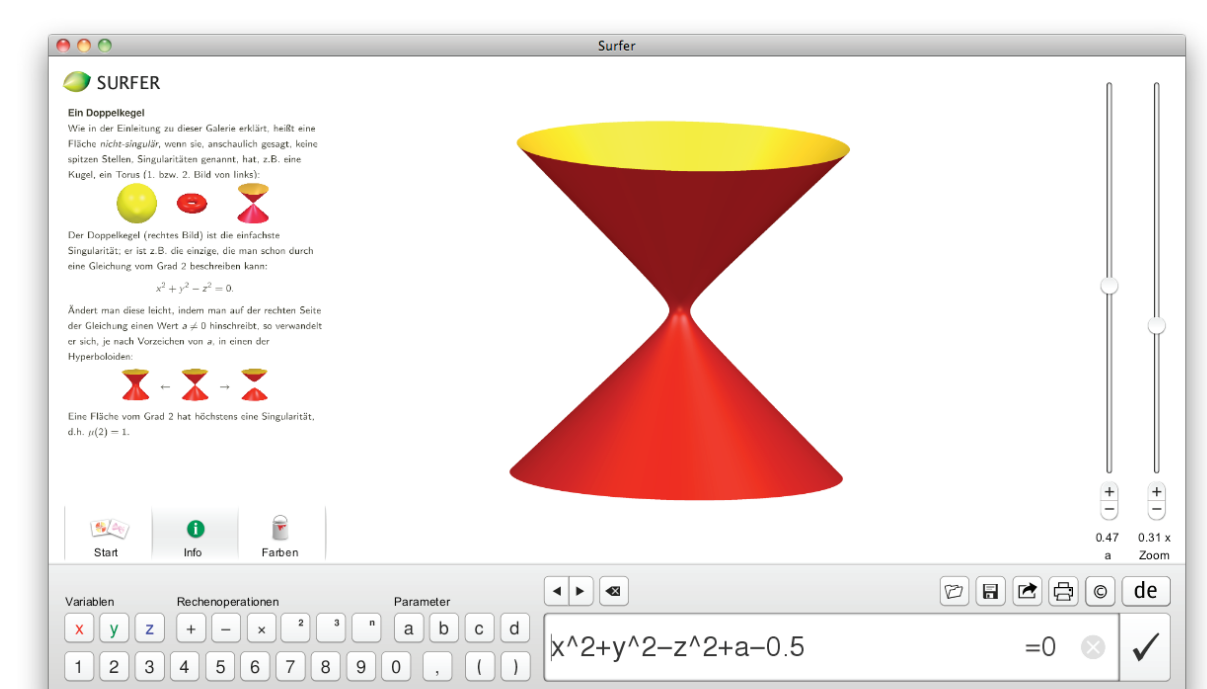 Surfer
SURFER
Ein Doppelkegel
Wie in der Einleitung zu dieser Galerie erklärt, heißt eine
Fläche nicht-singulär, wenn sie, anschaulich gesagt, keine
spitzen Stellen, Singularitäten genannt, hat, z.B. eine
Kugel, ein Torus (1. bzw. 2. Bild von links):
Der Doppelkegel (rechtes Bild) ist die einfachste
Singularität; er ist z.B. die einzige, die man schon durch
eine Gleichung vom Grad 2 beschreiben kann:
x² + y² − z² = 0.
Ändert man diese leicht, indem man auf der rechten Seite
der Gleichung einen Wert a ≠ 0 hinschreibt, so verwandelt
er sich, je nach Vorzeichen von a, in einen der
Hyperboloiden:
← →
Eine Fläche vom Grad 2 hat höchstens eine Singularität,
d.h. μ(2) = 1.
Start Info Farben
+ +
− −
0.47 0.31 x
a Zoom
Variablen Rechenoperationen Parameter
x y z + − × ² ³ ⁿ a b c d
1 2 3 4 5 6 7 8 9 0 , ( )
© de
x^2+y^2−z^2+a−0.5 =0